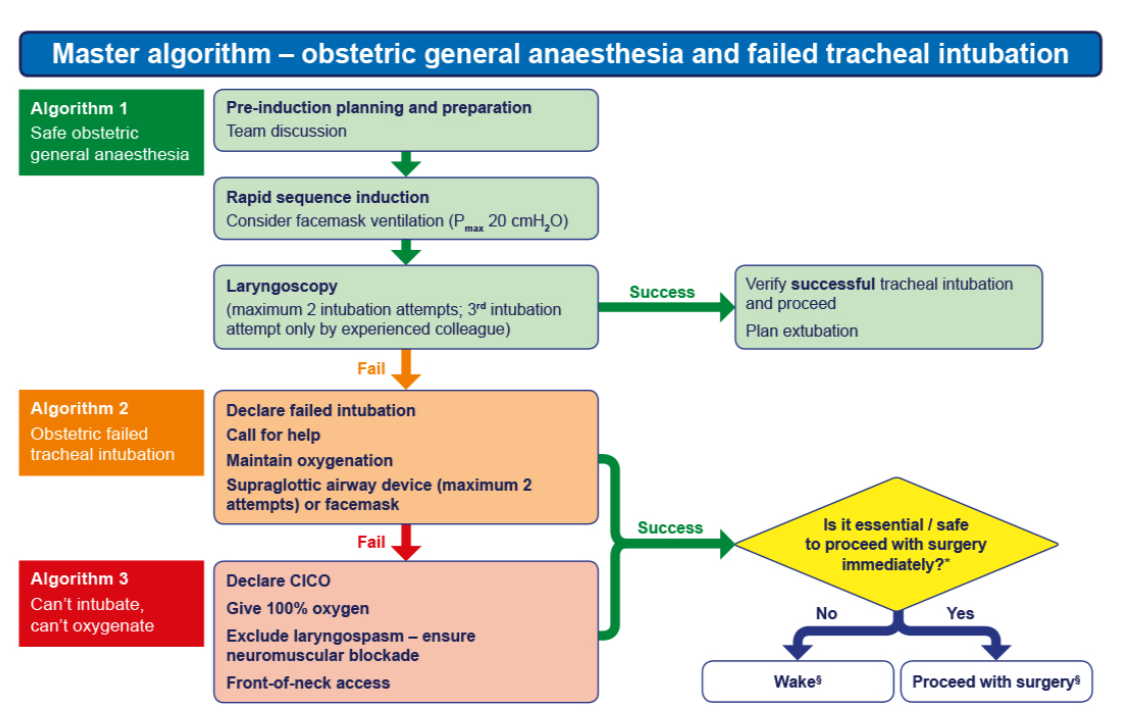 Master algorithm – obstetric general anaesthesia and failed tracheal intubation
Algorithm 1
Safe obstetric
general anaesthesia
Pre-induction planning and preparation
Team discussion
Rapid sequence induction
Consider facemask ventilation (Pmax 20 cmH2O)
Laryngoscopy
(maximum 2 intubation attempts; 3rd intubation
attempt only by experienced colleague)
Success
Verify successful tracheal intubation
and proceed
Plan extubation
Fail
Algorithm 2
Obstetric failed
tracheal intubation
Declare failed intubation
Call for help
Maintain oxygenation
Supraglottic airway device (maximum 2
attempts) or facemask
Success
Is it essential / safe
to proceed with surgery
immediately?*
Fail
Algorithm 3
Can’t intubate,
can’t oxygenate
Declare CICO
Give 100% oxygen
Exclude laryngospasm – ensure
neuromuscular blockade
Front-of-neck access
No
Yes
Wake§
Proceed with surgery§